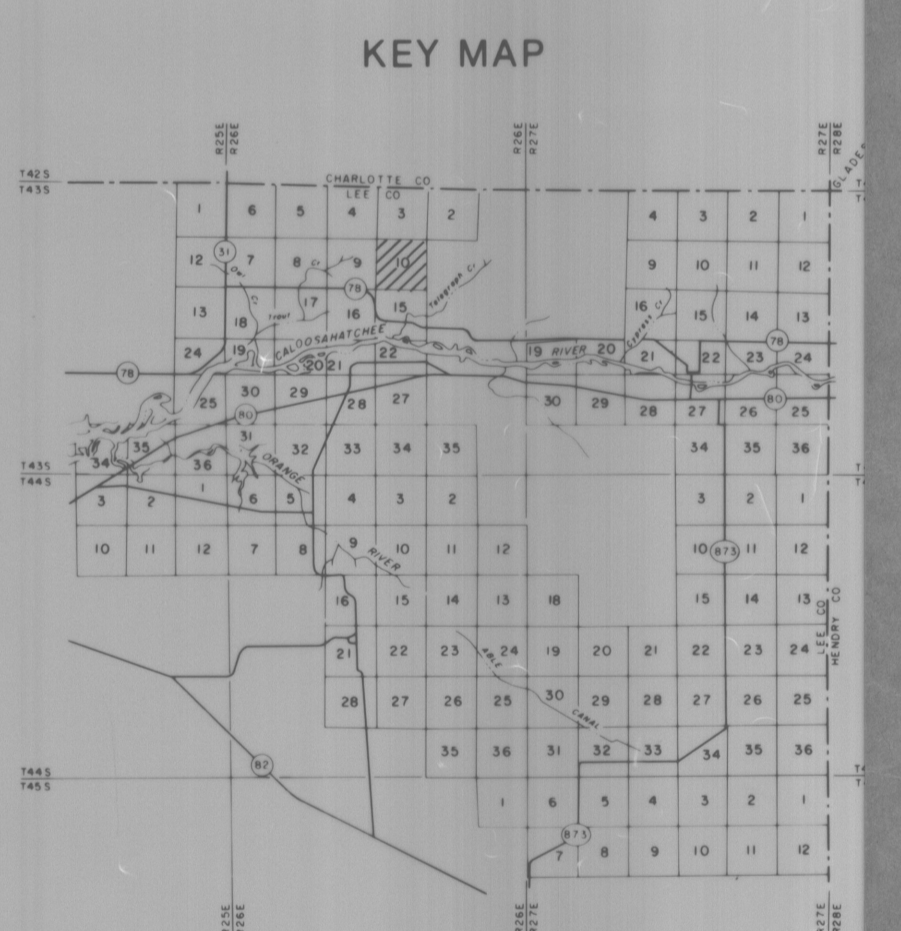 KEY MAP
R25E R26E R26E R27E R27E R28E
GLADES
T42S CHARLOTTE CO
T43S LEE CO
1 6 5 4 3 2 4 3 2 1
31
12 7 8 9 10 9 10 11 12
Owl Cr Cr Telegraph Cr
78
13 18 17 16 15 16 15 14 13
Trout Cypress Cr
CALOOSAHATCHEE RIVER
78
24 19 20 21 22 19 20 21 22 23 24
78
25 30 29 28 27 30 29 28 27 26 25
80 80
34 35 36 31 32 33 34 35 34 35 36
ORANGE
T43S
T44S
3 2 1 6 5 4 3 2 3 2 1
10 11 12 7 8 9 10 11 12 10 873 11 12
RIVER
16 15 14 13 18 15 14 13
LEE CO
HENDRY CO
21 22 23 24 19 20 21 22 23 24
ABLE
28 27 26 25 30 29 28 27 26 25
CANAL
35 36 31 32 33 34 35 36
82
T44S
T45S
1 6 5 4 3 2 1
873
7 8 9 10 11 12
R25E R26E R26E R27E R27E R28E